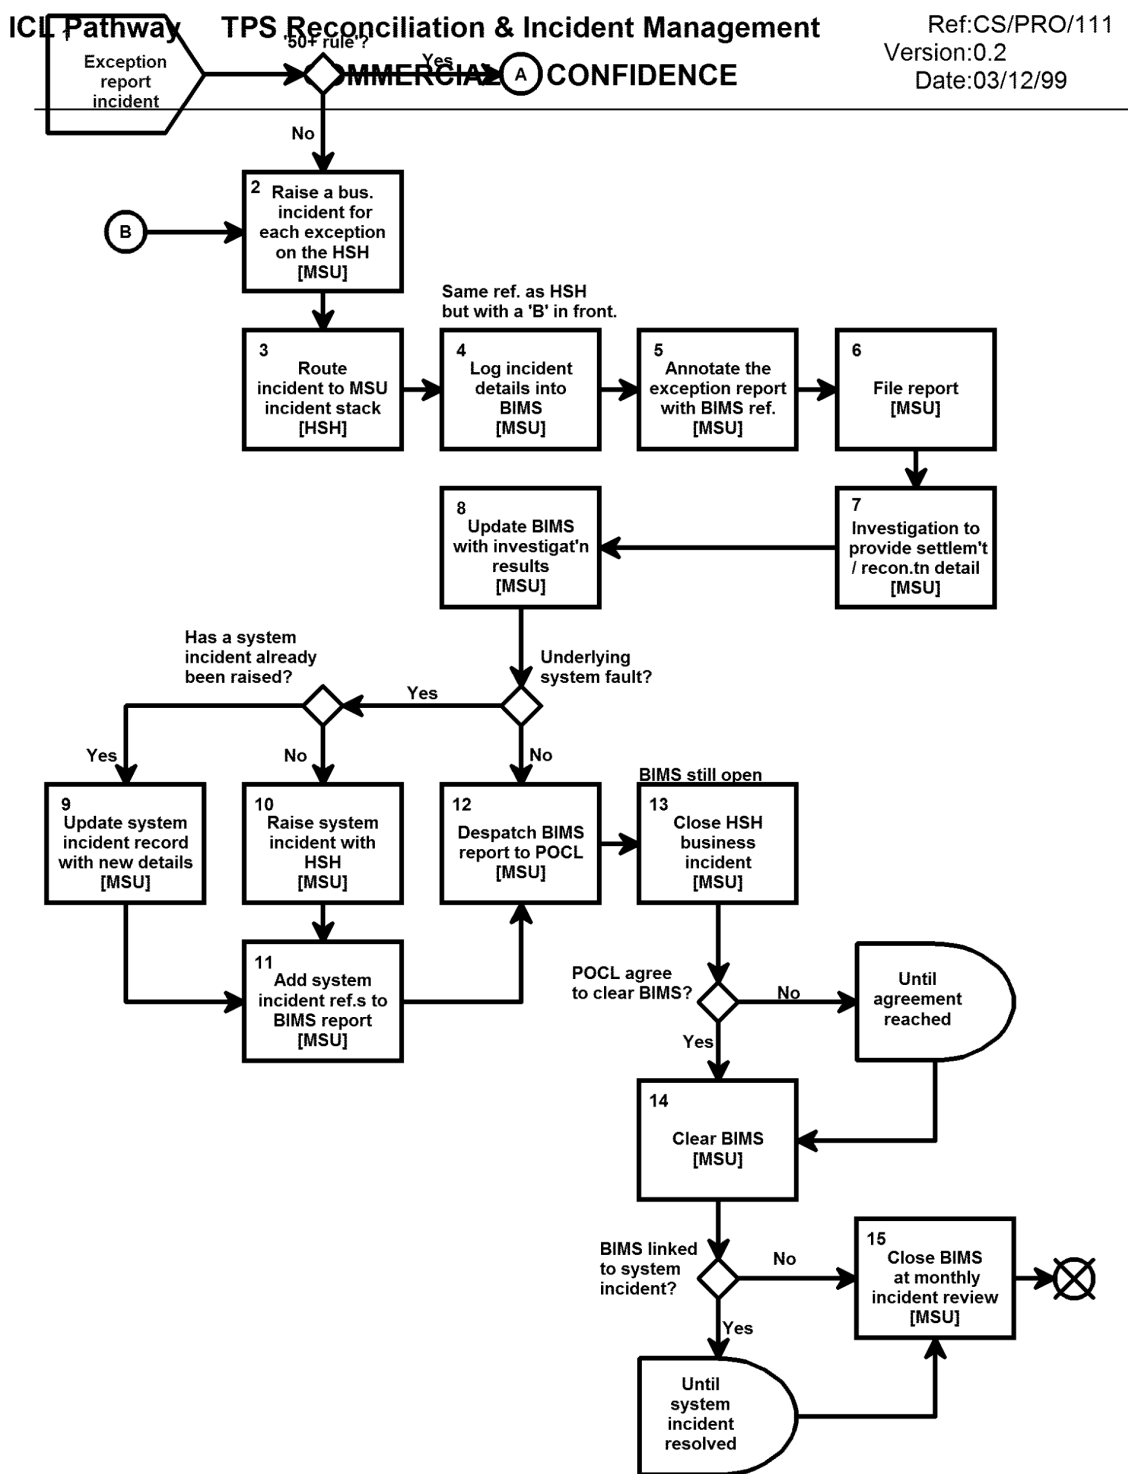 ICL Pathway TPS Reconciliation & Incident Management Ref:CS/PRO/111
Version:0.2
COMMERCIAL CONFIDENCE
Date:03/12/99
1
Exception
report
incident
'50+ rule'?
Yes
A
No
B
2
Raise a bus.
incident for
each exception
on the HSH
[MSU]
3
Route
incident to MSU
incident stack
[HSH]
Same ref. as HSH
but with a 'B' in front.
4
Log incident
details into
BIMS
[MSU]
5
Annotate the
exception report
with BIMS ref.
[MSU]
6
File report
[MSU]
7
Investigation to
provide settlem't
/ recon.tn detail
[MSU]
8
Update BIMS
with investigat'n
results
[MSU]
Underlying
system fault?
Yes
No
Has a system
incident already
been raised?
Yes
No
9
Update system
incident record
with new details
[MSU]
10
Raise system
incident with
HSH
[MSU]
11
Add system
incident ref.s to
BIMS report
[MSU]
12
Despatch BIMS
report to POCL
[MSU]
BIMS still open
13
Close HSH
business
incident
[MSU]
POCL agree
to clear BIMS?
No
Until
agreement
reached
Yes
14
Clear BIMS
[MSU]
BIMS linked
to system
incident?
No
15
Close BIMS
at monthly
incident review
[MSU]
Yes
Until
system
incident
resolved